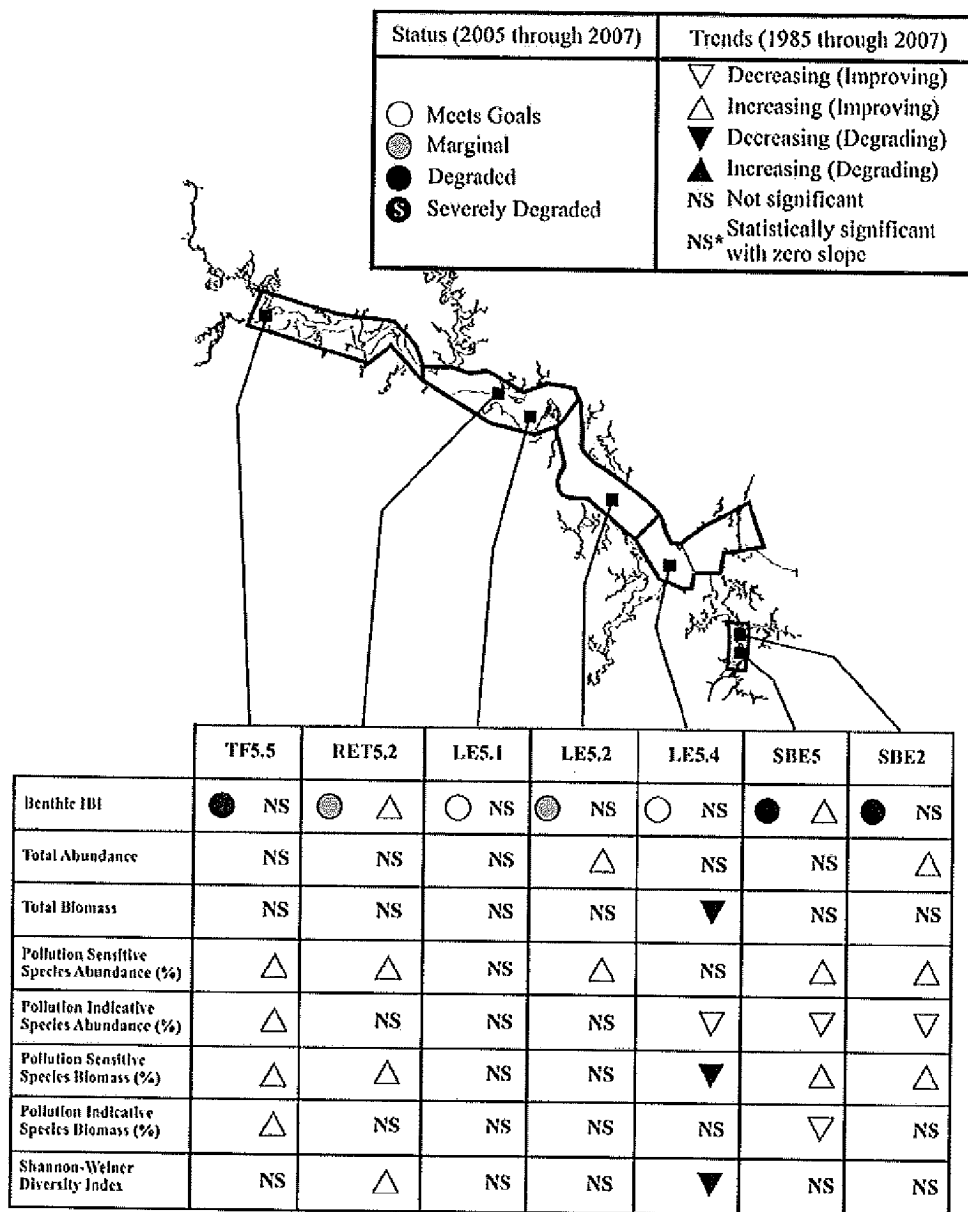 Status (2005 through 2007)
Meets Goals
Marginal
Degraded
S Severely Degraded
Trends (1985 through 2007)
Decreasing (Improving)
Increasing (Improving)
Decreasing (Degrading)
Increasing (Degrading)
NS Not significant
NS* Statistically significant
with zero slope
TF5.5 RET5.2 LE5.1 LE5.2 LE5.4 SBE5 SBE2
Benthic IBI NS NS NS NS NS
Total Abundance NS NS NS NS NS
Total Biomass NS NS NS NS NS NS
Pollution Sensitive
Species Abundance (%) NS NS
Pollution Indicative
Species Abundance (%) NS NS NS
Pollution Sensitive
Species Biomass (%) NS NS
Pollution Indicative
Species Biomass (%) NS NS NS NS NS
Shannon-Weiner
Diversity Index NS NS NS NS NS